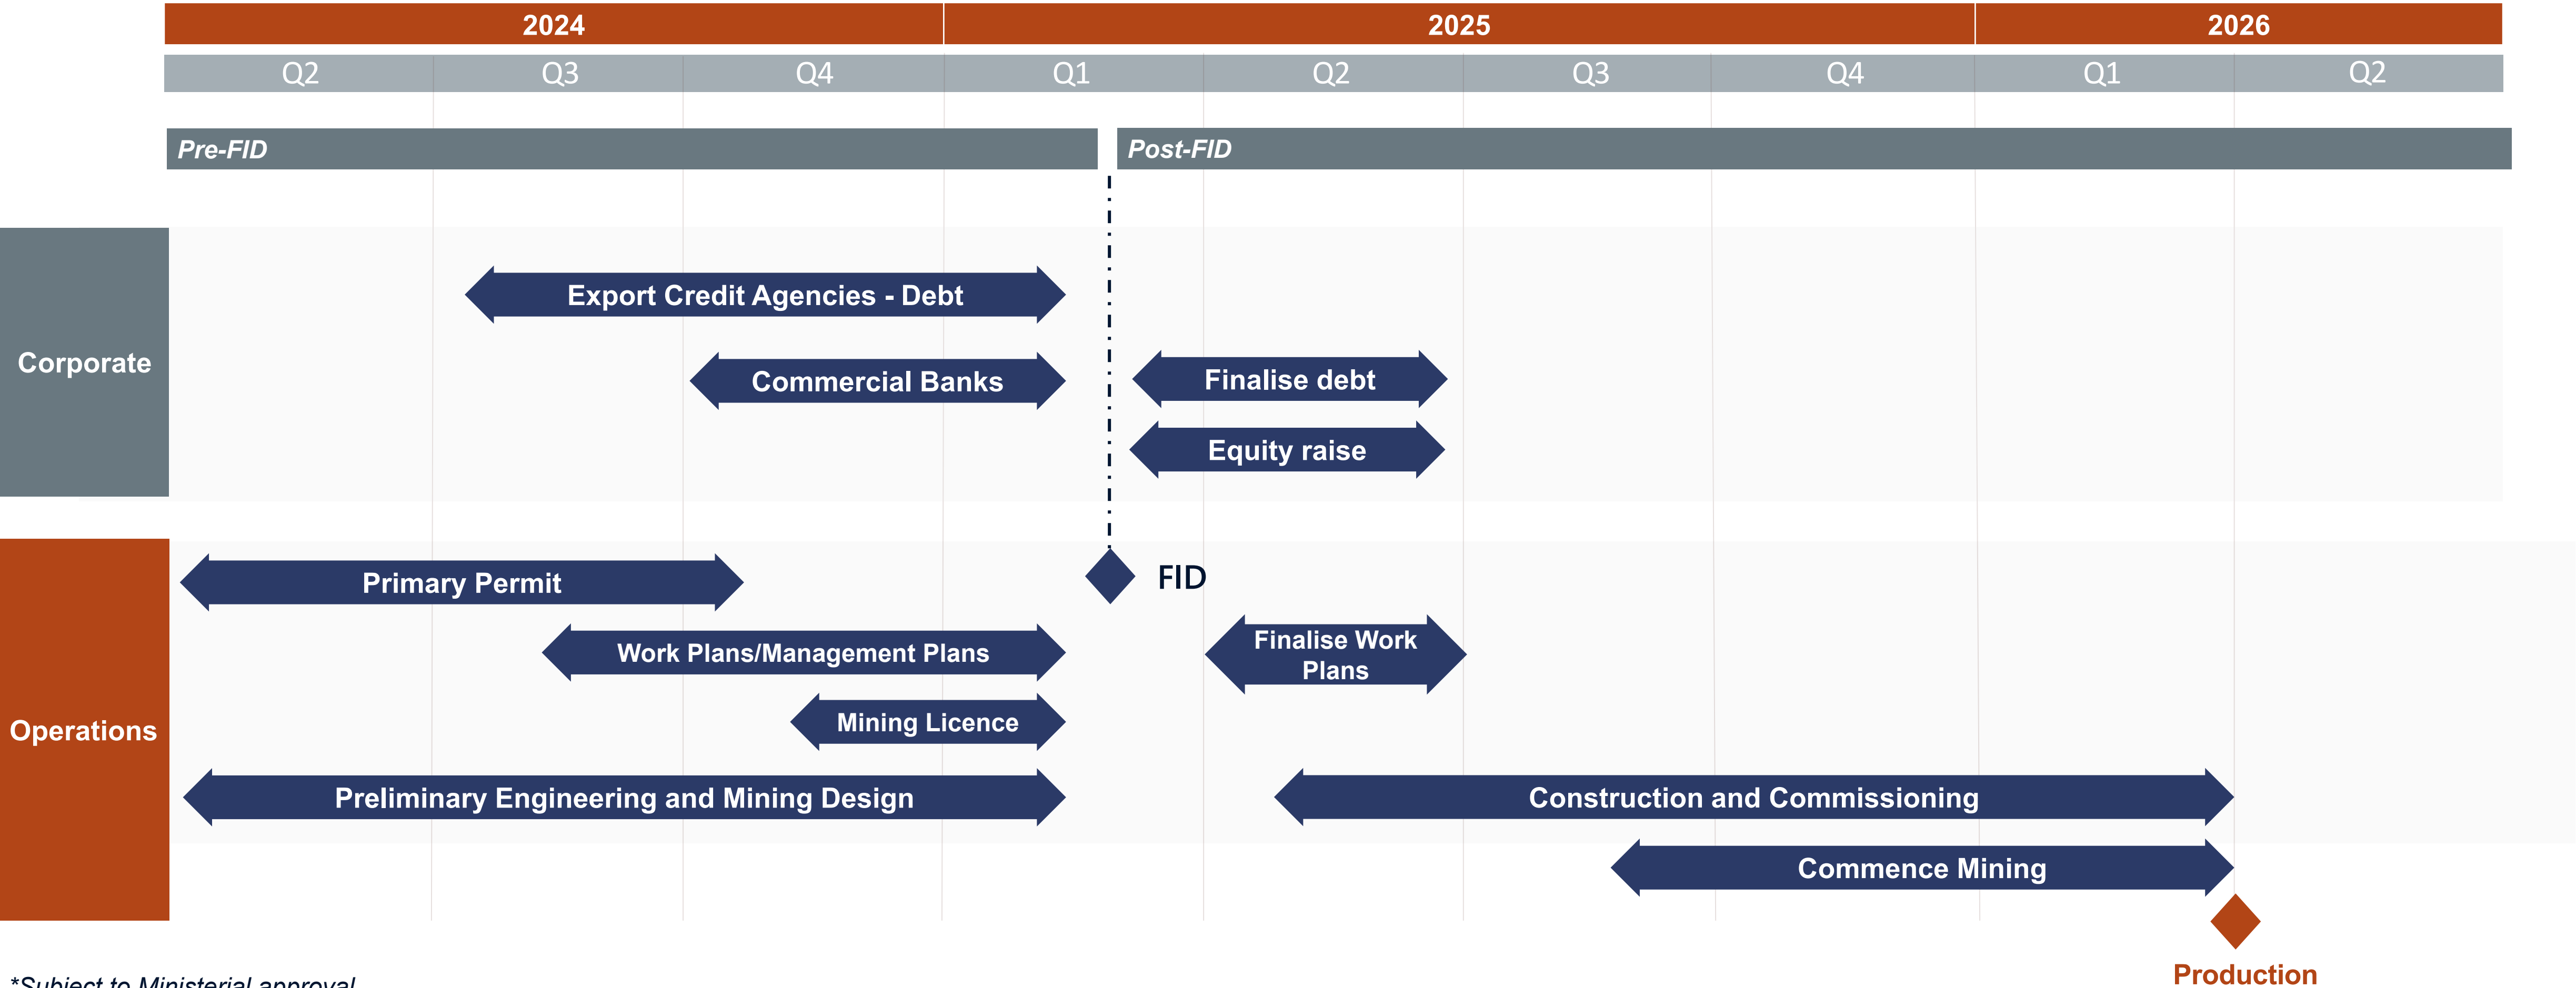 2024 2025 2026
Q2 Q3 Q4 Q1 Q2 Q3 Q4 Q1 Q2
Pre-FID Post-FID
Corporate
Export Credit Agencies - Debt
Commercial Banks Finalise debt
Equity raise
Operations
Primary Permit FID
Work Plans/Management Plans
Finalise Work
Plans
Mining Licence
Preliminary Engineering and Mining Design Construction and Commissioning
Commence Mining
Production
*Subject to Ministerial approval